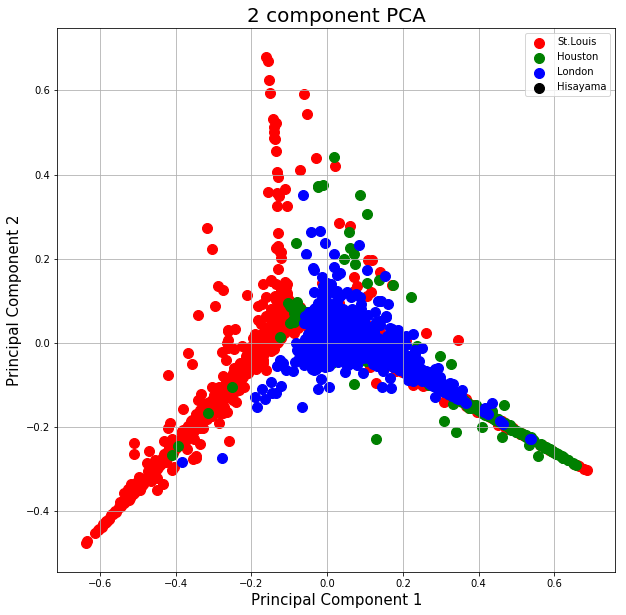 2 component PCA
St.Louis
Houston
London
Hisayama
Principal Component 2
0.6
0.4
0.2
0.0
−0.2
−0.4
−0.6 −0.4 −0.2 0.0 0.2 0.4 0.6
Principal Component 1